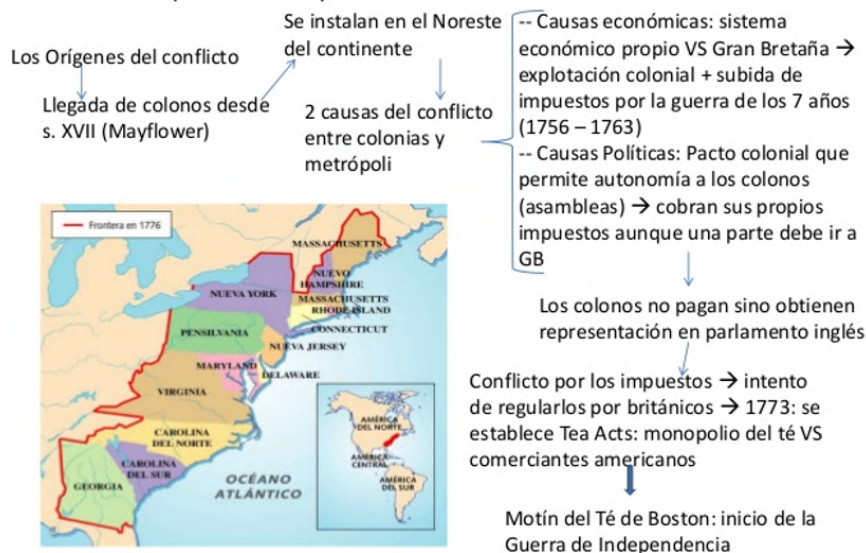 Los Orígenes del conflicto
Llegada de colonos desde
s. XVII (Mayflower)
Se instalan en el Noreste
del continente
2 causas del conflicto
entre colonias y
metrópoli
-- Causas económicas: sistema
económico propio VS Gran Bretaña →
explotación colonial + subida de
impuestos por la guerra de los 7 años
(1756 – 1763)
-- Causas Políticas: Pacto colonial que
permite autonomía a los colonos
(asambleas) → cobran sus propios
impuestos aunque una parte debe ir a
GB
Los colonos no pagan sino obtienen
representación en parlamento inglés
Conflicto por los impuestos → intento
de regularlos por británicos → 1773: se
establece Tea Acts: monopolio del té VS
comerciantes americanos
Motín del Té de Boston: inicio de la
Guerra de Independencia
Frontera en 1776
MASSACHUSETTS
NUEVO
HAMPSHIRE
NUEVA YORK
MASSACHUSETTS
RHODE ISLAND
CONNECTICUT
PENSILVANIA
NUEVA JERSEY
MARYLAND
DELAWARE
VIRGINIA
CAROLINA
DEL NORTE
CAROLINA
DEL SUR
GEORGIA
OCÉANO
ATLÁNTICO
AMÉRICA
DEL NORTE
AMÉRICA
CENTRAL
AMÉRICA
DEL SUR